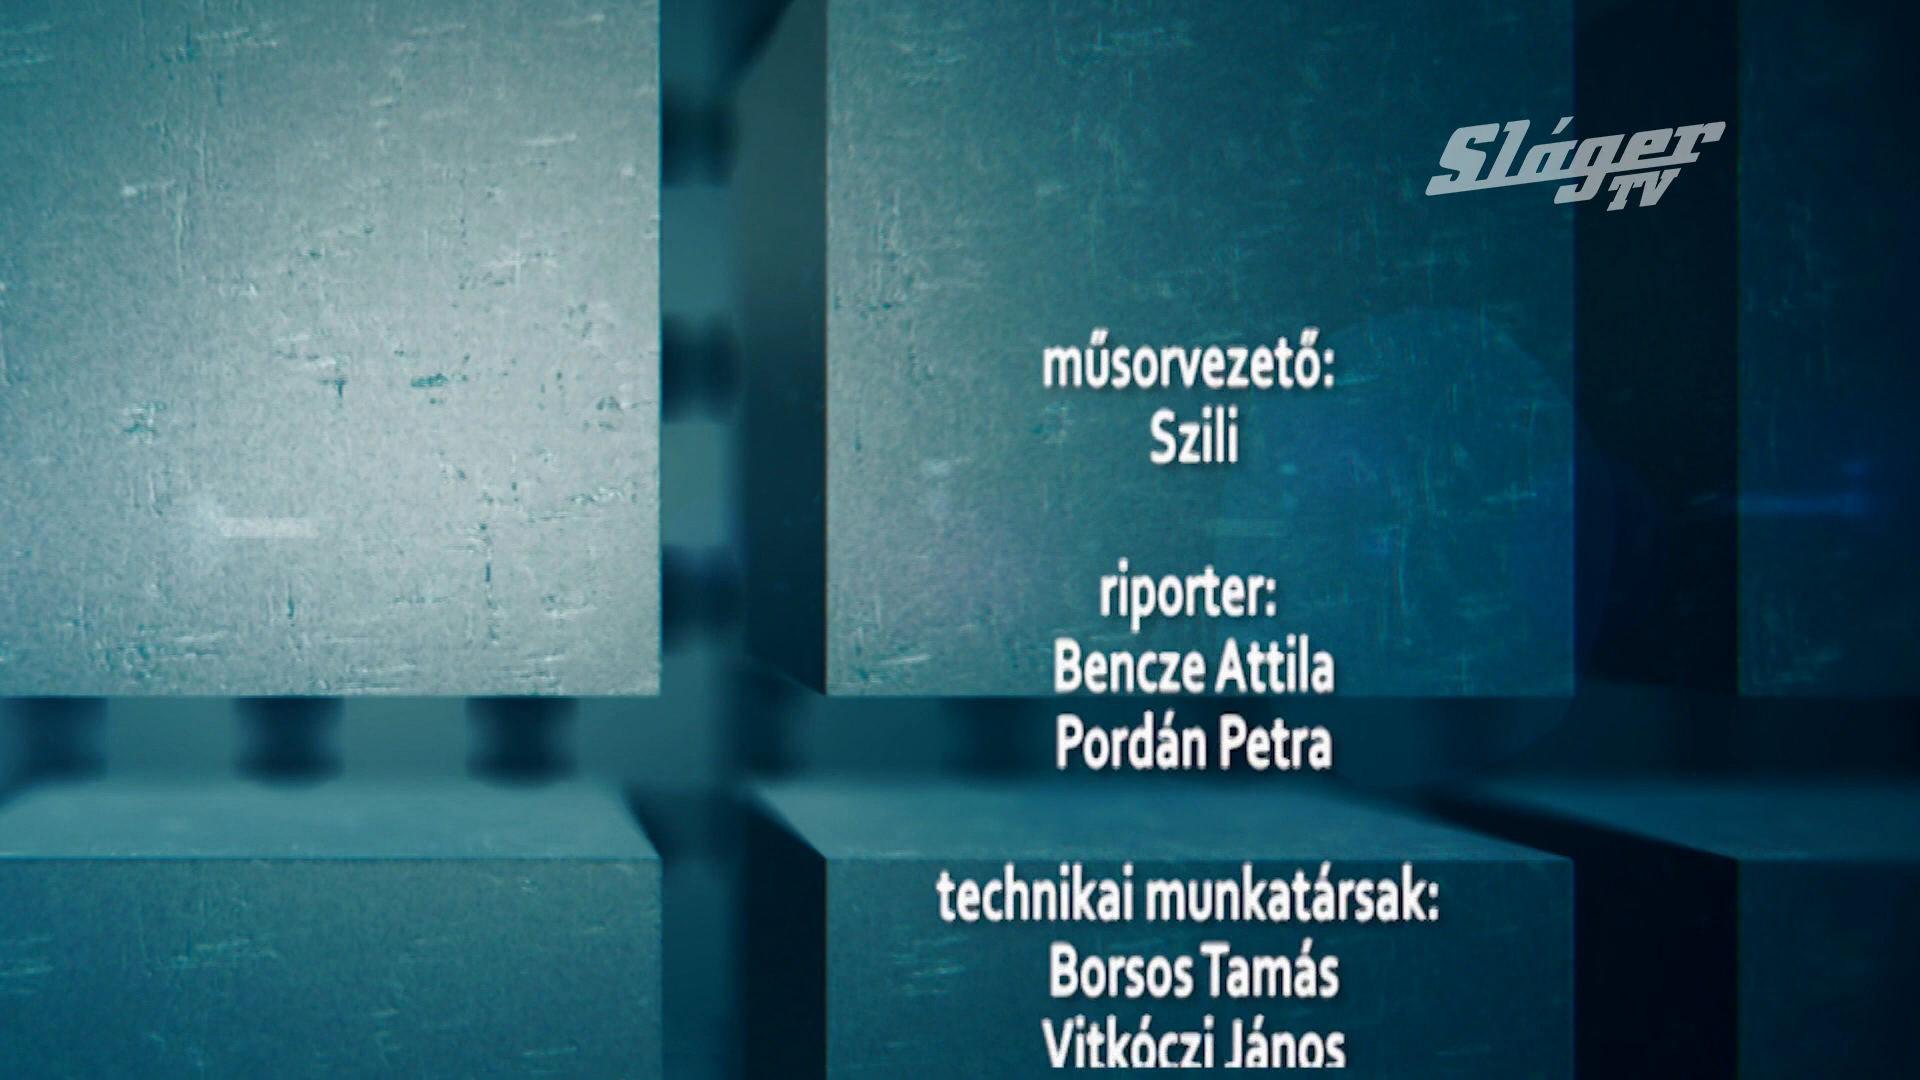 Sláger
TV
műsorvezető:
Szili
riporter:
Bencze Attila
Pordán Petra
technikai munkatársak:
Borsos Tamás
Vitkóczi János